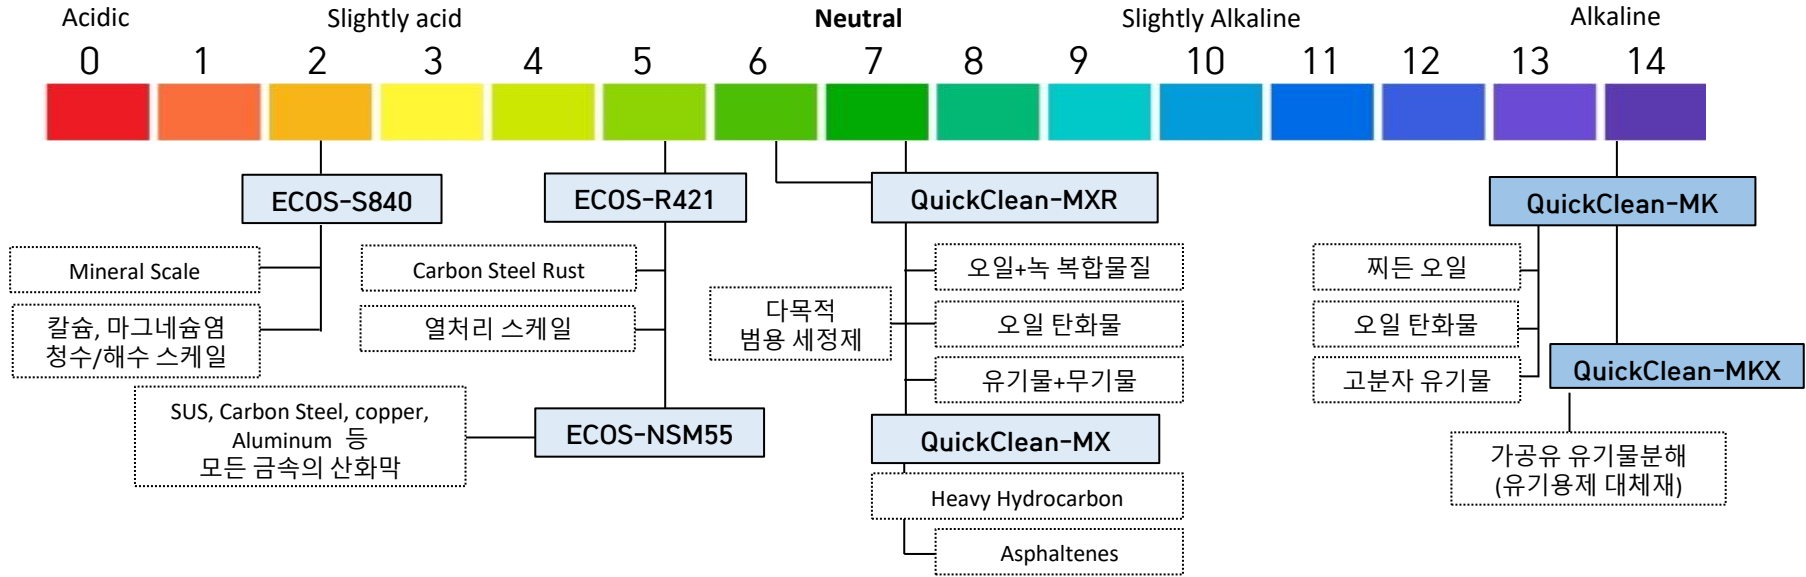 Acidic Slightly acid Neutral Slightly Alkaline Alkaline
0 1 2 3 4 5 6 7 8 9 10 11 12 13 14
ECOS-S840
Mineral Scale
칼슘, 마그네슘염
청수/해수 스케일
ECOS-R421
Carbon Steel Rust
열처리 스케일
ECOS-NSM55
SUS, Carbon Steel, copper,
Aluminum 등
모든 금속의 산화막
QuickClean-MXR
다목적
범용 세정제
오일+녹 복합물질
오일 탄화물
유기물+무기물
QuickClean-MX
Heavy Hydrocarbon
Asphaltenes
QuickClean-MK
찌든 오일
오일 탄화물
고분자 유기물
QuickClean-MKX
가공유 유기물분해
(유기용제 대체재)